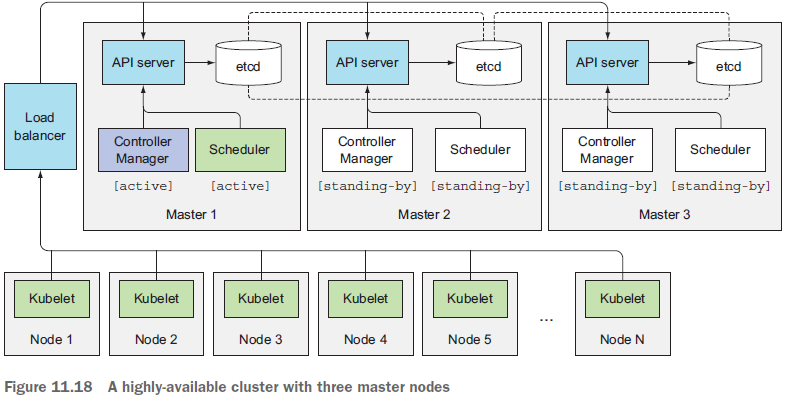 API server
etcd
API server
etcd
API server
etcd
Load
balancer
Controller
Manager
Scheduler
Controller
Manager
Scheduler
Controller
Manager
Scheduler
[active]
[active]
[standing-by]
[standing-by]
[standing-by]
[standing-by]
Master 1
Master 2
Master 3
Kubelet
Kubelet
Kubelet
Kubelet
Kubelet
Kubelet
...
Node 1
Node 2
Node 3
Node 4
Node 5
Node N
Figure 11.18 A highly-available cluster with three master nodes